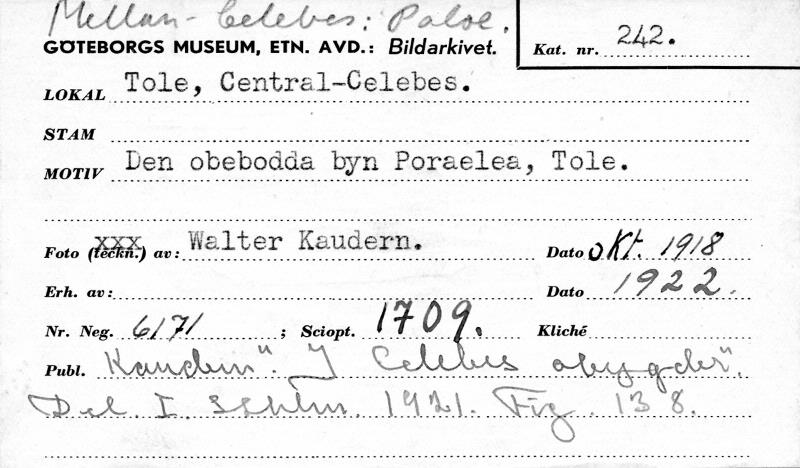 Mellan-Celebes: Paloe.
GÖTEBORGS MUSEUM, ETN. AVD.: Bildarkivet.
Kat. nr. 242.
LOKAL Tole, Central-Celebes.
STAM
MOTIV Den obebodda byn Poraelea, Tole.
Foto (teckn.) av: Walter Kaudern.
Dato okt. 1918
Erh. av:
Dato 1922.
Nr. Neg. 6171 ; Sciopt. 1709. Kliché
Publ. Kaudern "I Celebes obygder".
Del. I. Sthlm. 1921. Fig. 138.